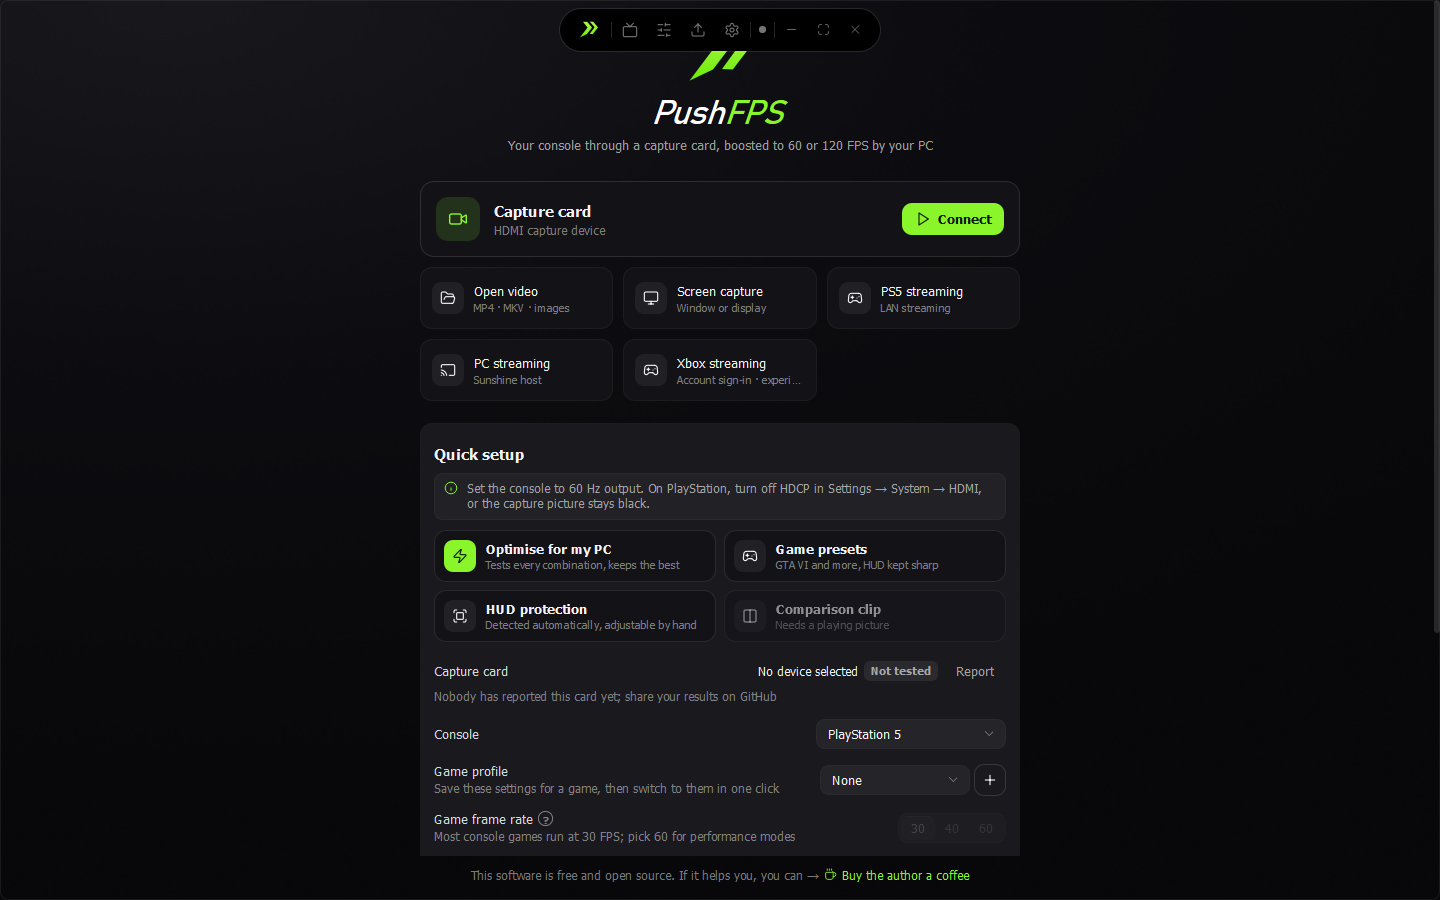 PushFPS
Your console through a capture card, boosted to 60 or 120 FPS by your PC
Capture card
HDMI capture device
Connect
Open video
MP4 · MKV · images
Screen capture
Window or display
PS5 streaming
LAN streaming
PC streaming
Sunshine host
Xbox streaming
Account sign-in · experi...
Quick setup
Set the console to 60 Hz output. On PlayStation, turn off HDCP in Settings → System → HDMI,
or the capture picture stays black.
Optimise for my PC
Tests every combination, keeps the best
Game presets
GTA VI and more, HUD kept sharp
HUD protection
Detected automatically, adjustable by hand
Comparison clip
Needs a playing picture
Capture card
No device selected
Not tested
Report
Nobody has reported this card yet; share your results on GitHub
Console
PlayStation 5
Game profile
Save these settings for a game, then switch to them in one click
None
Game frame rate
Most console games run at 30 FPS; pick 60 for performance modes
30 40 60
This software is free and open source. If it helps you, you can → Buy the author a coffee